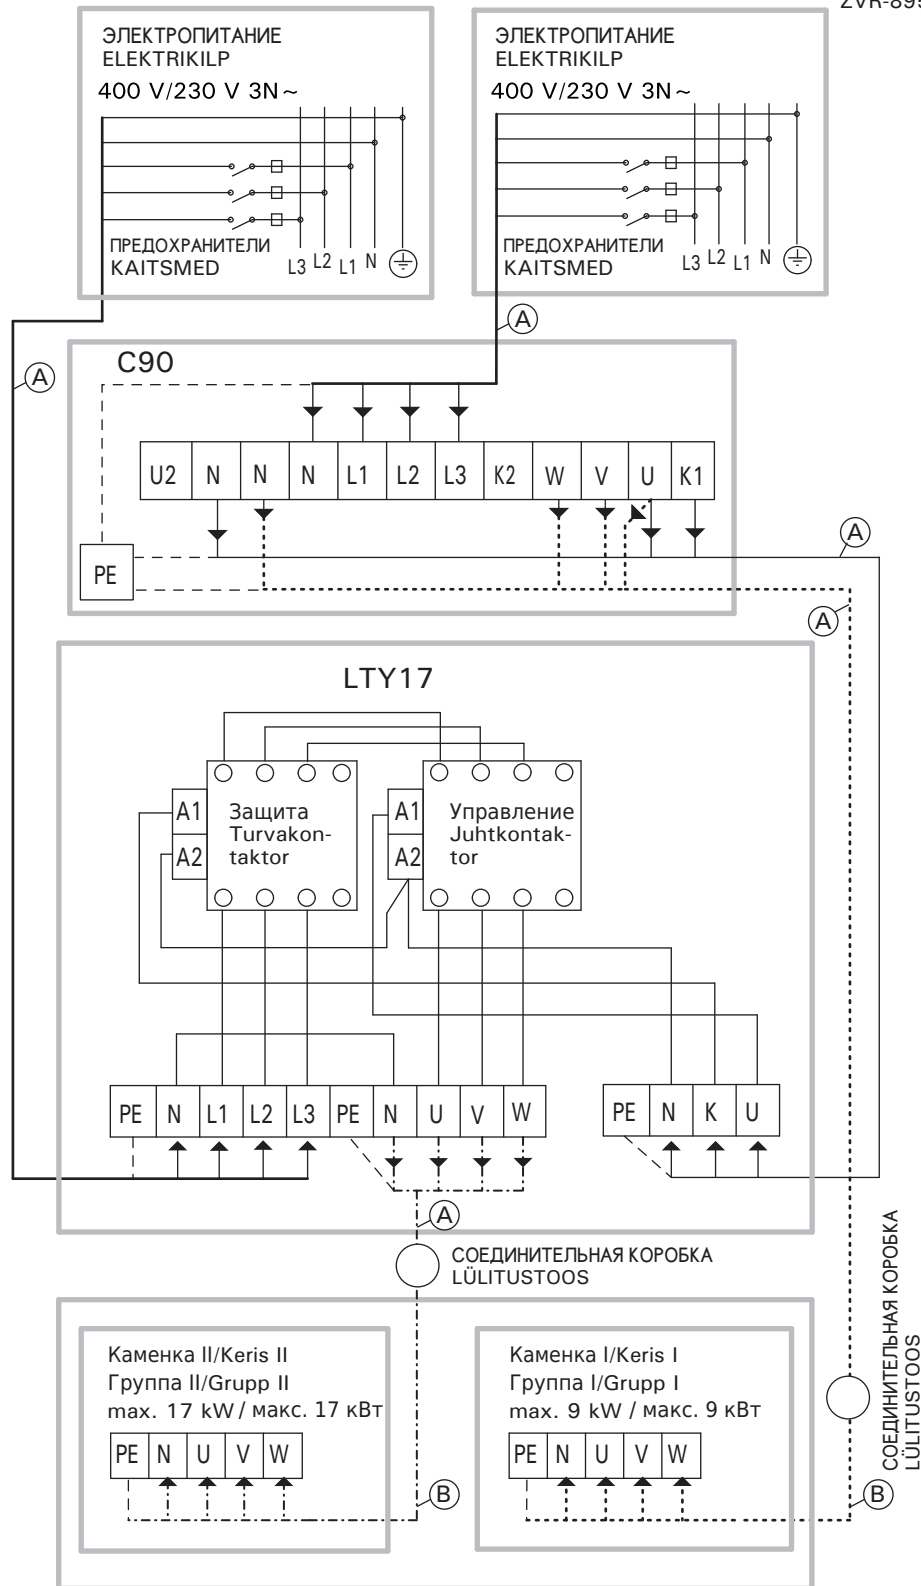 ZVR-895
ЭЛЕКТРОПИТАНИЕ
ELEKTRIKILP
400 V/230 V 3N~
ПРЕДОХРАНИТЕЛИ
KAITSMED
L3 L2 L1 N
ЭЛЕКТРОПИТАНИЕ
ELEKTRIKILP
400 V/230 V 3N~
ПРЕДОХРАНИТЕЛИ
KAITSMED
L3 L2 L1 N
A
A
C90
U2 N N N L1 L2 L3 K2 W V U K1
PE
A
A
LTY17
A1
A2
Защита
Turvakon-
taktor
A1
A2
Управление
Juhtkontak-
tor
PE N L1 L2 L3 PE N U V W
PE N K U
A
СОЕДИНИТЕЛЬНАЯ КОРОБКА
LÜLITUSTOOS
СОЕДИНИТЕЛЬНАЯ КОРОБКА
LÜLITUSTOOS
Каменка II/Keris II
Группа II/Grupp II
max. 17 kW / макс. 17 кВт
PE N U V W
B
Каменка I/Keris I
Группа I/Grupp I
max. 9 kW / макс. 9 кВт
PE N U V W
B